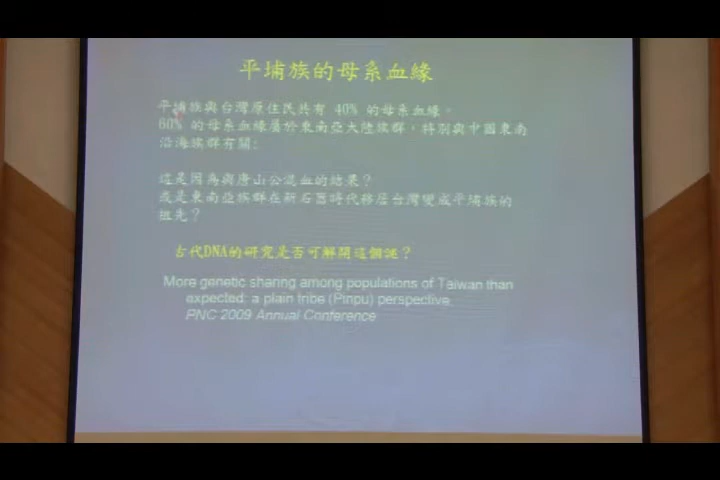 平埔族的母系血緣
平埔族與台灣原住民共有 40% 的母系血緣。
60% 的母系血緣屬於東南亞大陸族群，特別與中國東南
沿海族群有關!
這是因為與唐山公混血的結果？
或是東南亞族群在新石器時代移居台灣變成平埔族的
祖先？
古代DNA的研究是否可解開這個謎？
More genetic sharing among populations of Taiwan than
expected: a plain tribe (Pinpu) perspective.
PNC 2009 Annual Conference